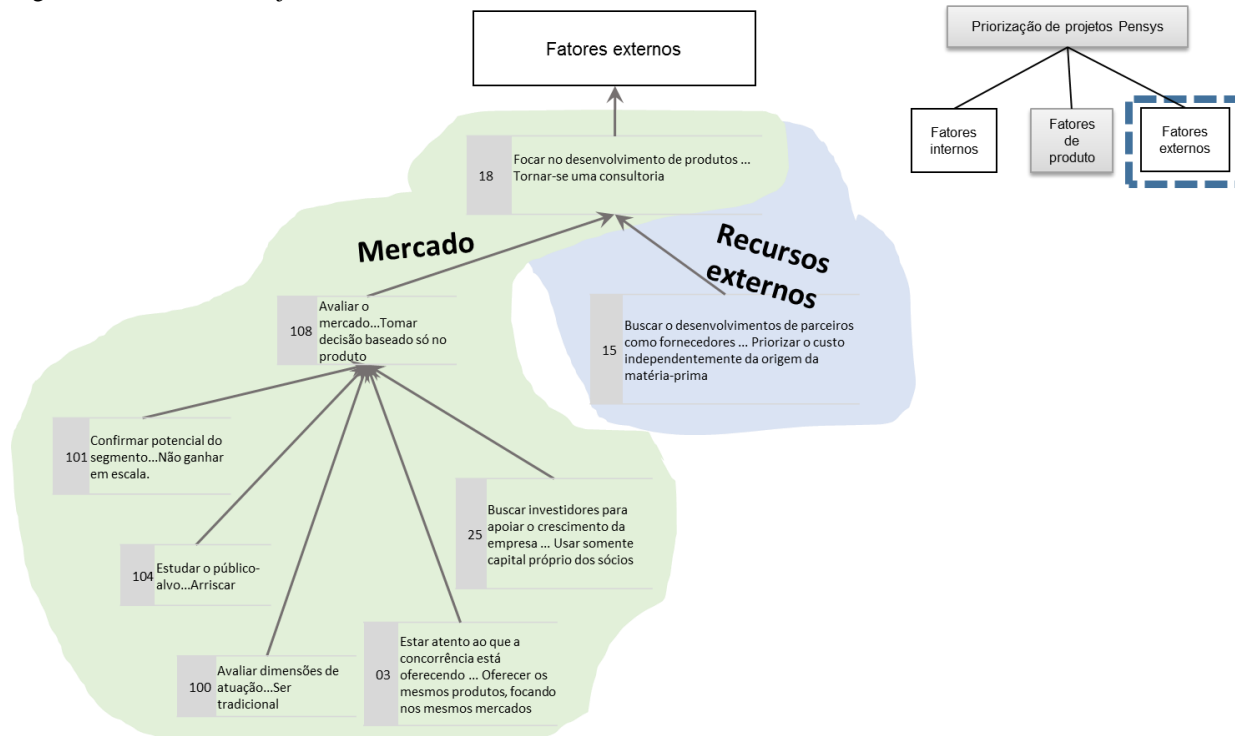 Fatores externos
Priorização de projetos Pensys
Fatores
internos
Fatores
de
produto
Fatores
externos
18
Focar no desenvolvimento de produtos ...
Tornar-se uma consultoria
Mercado
Recursos
externos
108
Avaliar o
mercado...Tomar
decisão baseado só no
produto
15
Buscar o desenvolvimentos de parceiros
como fornecedores ... Priorizar o custo
independentemente da origem da
matéria-prima
101
Confirmar potencial do
segmento...Não ganhar
em escala.
25
Buscar investidores para
apoiar o crescimento da
empresa ... Usar somente
capital próprio dos sócios
104
Estudar o público-
alvo...Arriscar
100
Avaliar dimensões de
atuação...Ser
tradicional
03
Estar atento ao que a
concorrência está
oferecendo ... Oferecer os
mesmos produtos, focando
nos mesmos mercados